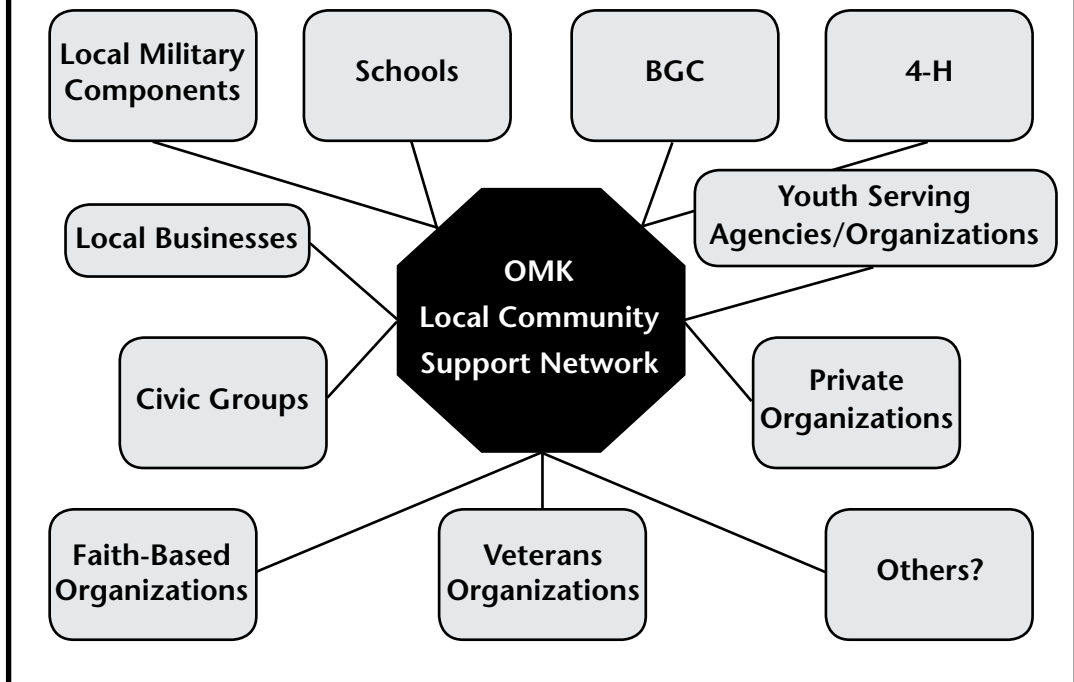 Local Military
Components
Schools
BGC
4-H
Youth Serving
Agencies/Organizations
Local Businesses
OMK
Local Community
Support Network
Civic Groups
Private
Organizations
Faith-Based
Organizations
Veterans
Organizations
Others?